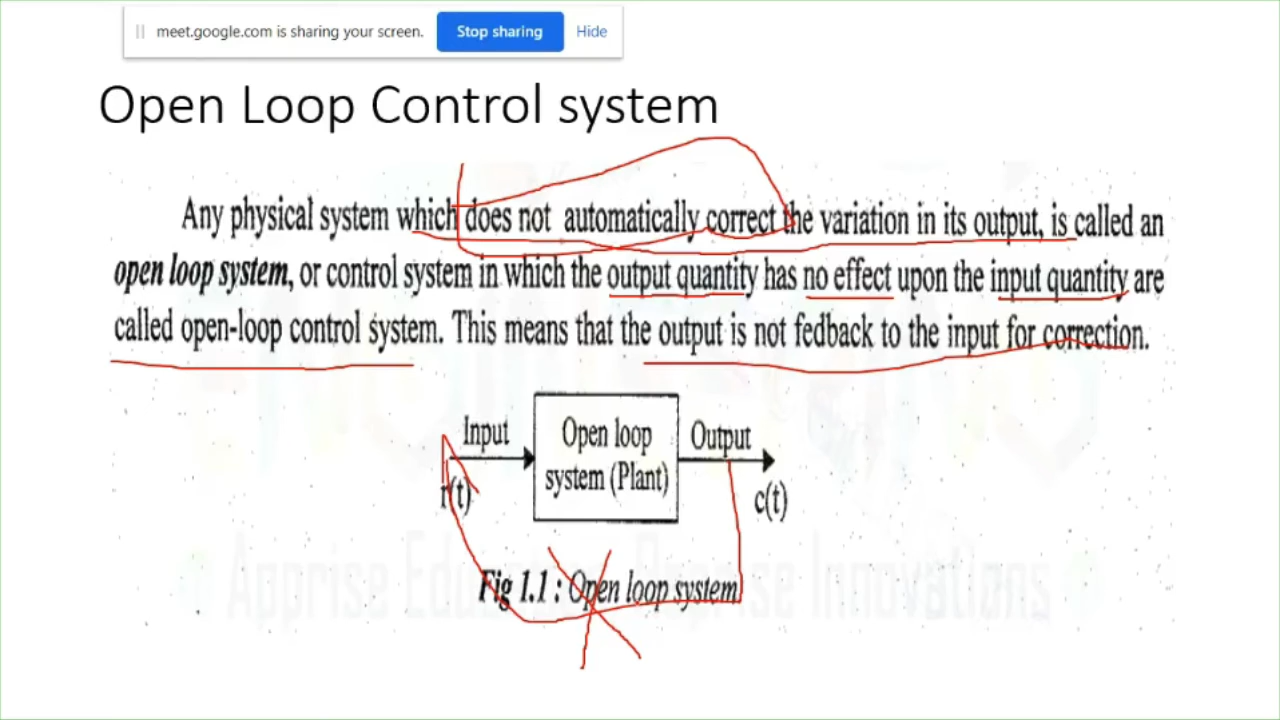 meet.google.com is sharing your screen. Stop sharing Hide
Open Loop Control system
Any physical system which does not automatically correct the variation in its output, is called an
open loop system, or control system in which the output quantity has no effect upon the input quantity are
called open-loop control system. This means that the output is not fedback to the input for correction.
Input Open loop Output
system (Plant)
r(t) c(t)
Fig 1.1 : Open loop system
Apprise Education, Reprise Innovations